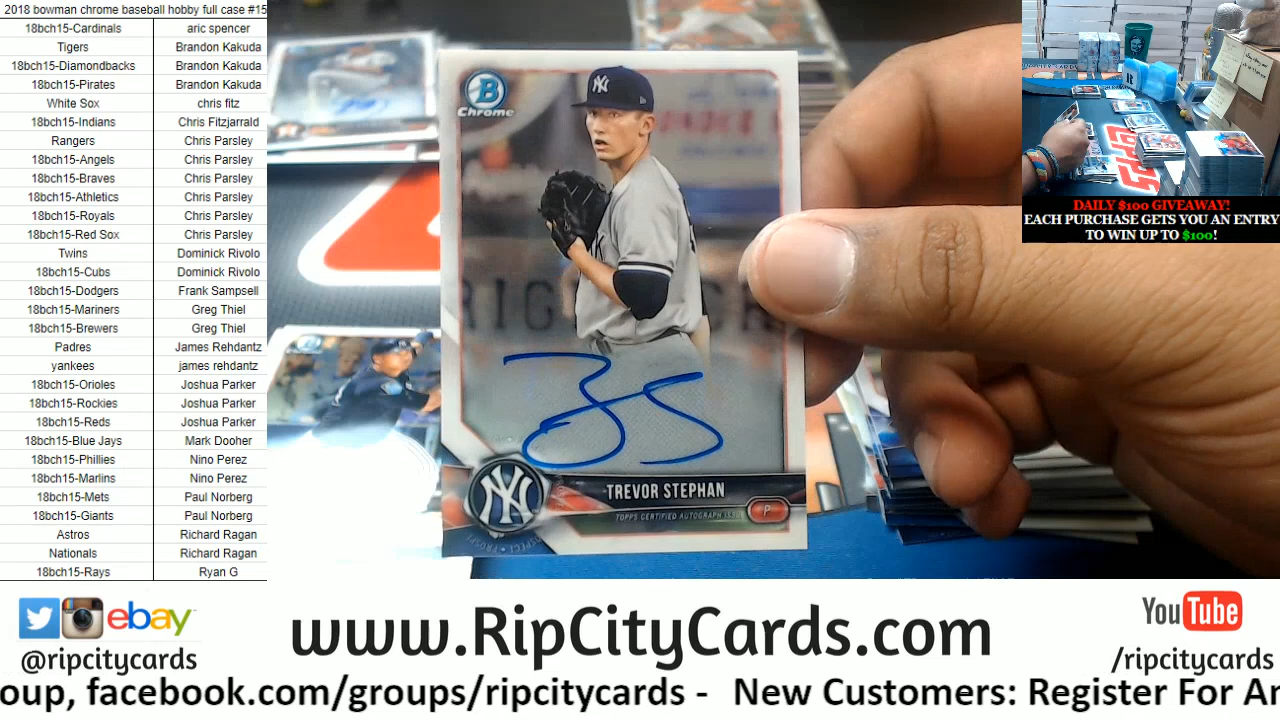 2018 bowman chrome baseball hobby full case #15
18bch15-Cardinals aric spencer
Tigers Brandon Kakuda
18bch15-Diamondbacks Brandon Kakuda
18bch15-Pirates Brandon Kakuda
White Sox chris fitz
18bch15-Indians Chris Fitzjarrald
Rangers Chris Parsley
18bch15-Angels Chris Parsley
18bch15-Braves Chris Parsley
18bch15-Athletics Chris Parsley
18bch15-Royals Chris Parsley
18bch15-Red Sox Chris Parsley
Twins Dominick Rivolo
18bch15-Cubs Dominick Rivolo
18bch15-Dodgers Frank Sampsell
18bch15-Mariners Greg Thiel
18bch15-Brewers Greg Thiel
Padres James Rehdantz
yankees james rehdantz
18bch15-Orioles Joshua Parker
18bch15-Rockies Joshua Parker
18bch15-Reds Joshua Parker
18bch15-Blue Jays Mark Dooher
18bch15-Phillies Nino Perez
18bch15-Marlins Nino Perez
18bch15-Mets Paul Norberg
18bch15-Giants Paul Norberg
Astros Richard Ragan
Nationals Richard Ragan
18bch15-Rays Ryan G
B
Chrome
NY
TREVOR STEPHAN
TOPPS CERTIFIED AUTOGRAPH ISSUE
P
TOPPS
DAILY $100 GIVEAWAY!
EACH PURCHASE GETS YOU AN ENTRY
TO WIN UP TO $100!
ebay
@ripcitycards
www.RipCityCards.com
YouTube
/ripcitycards
oup, facebook.com/groups/ripcitycards - New Customers: Register For